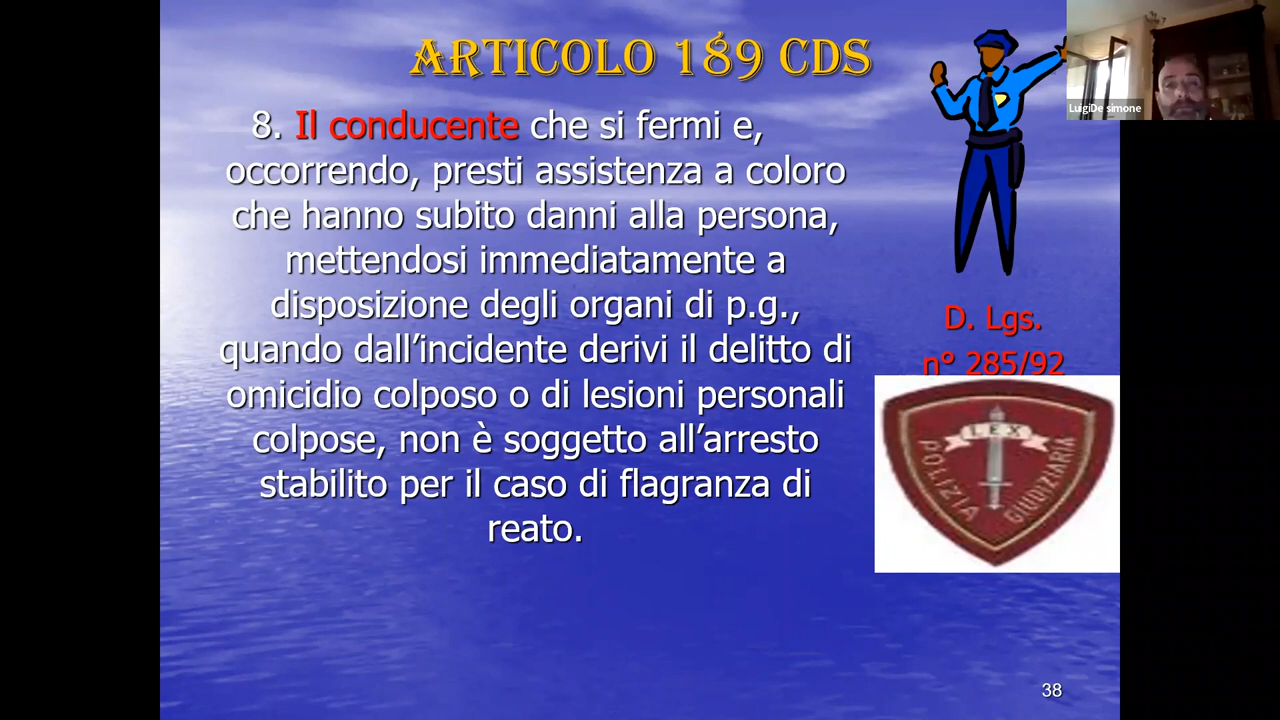 ARTICOLO 189 CDS
8. Il conducente che si fermi e,
occorrendo, presti assistenza a coloro
che hanno subito danni alla persona,
mettendosi immediatamente a
disposizione degli organi di p.g.,
quando dall’incidente derivi il delitto di
omicidio colposo o di lesioni personali
colpose, non è soggetto all’arresto
stabilito per il caso di flagranza di
reato.
LuigiDe simone
D. Lgs.
n° 285/92
LEX
POLIZIA
GIUDIZIARIA
38